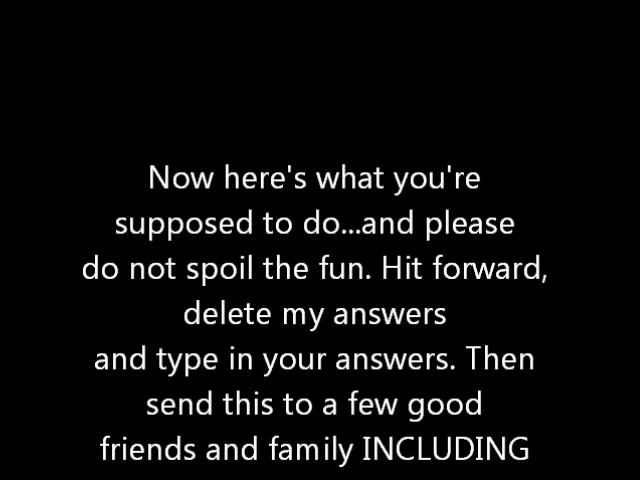 Now here's what you're
supposed to do...and please
do not spoil the fun. Hit forward,
delete my answers
and type in your answers. Then
send this to a few good
friends and family INCLUDING